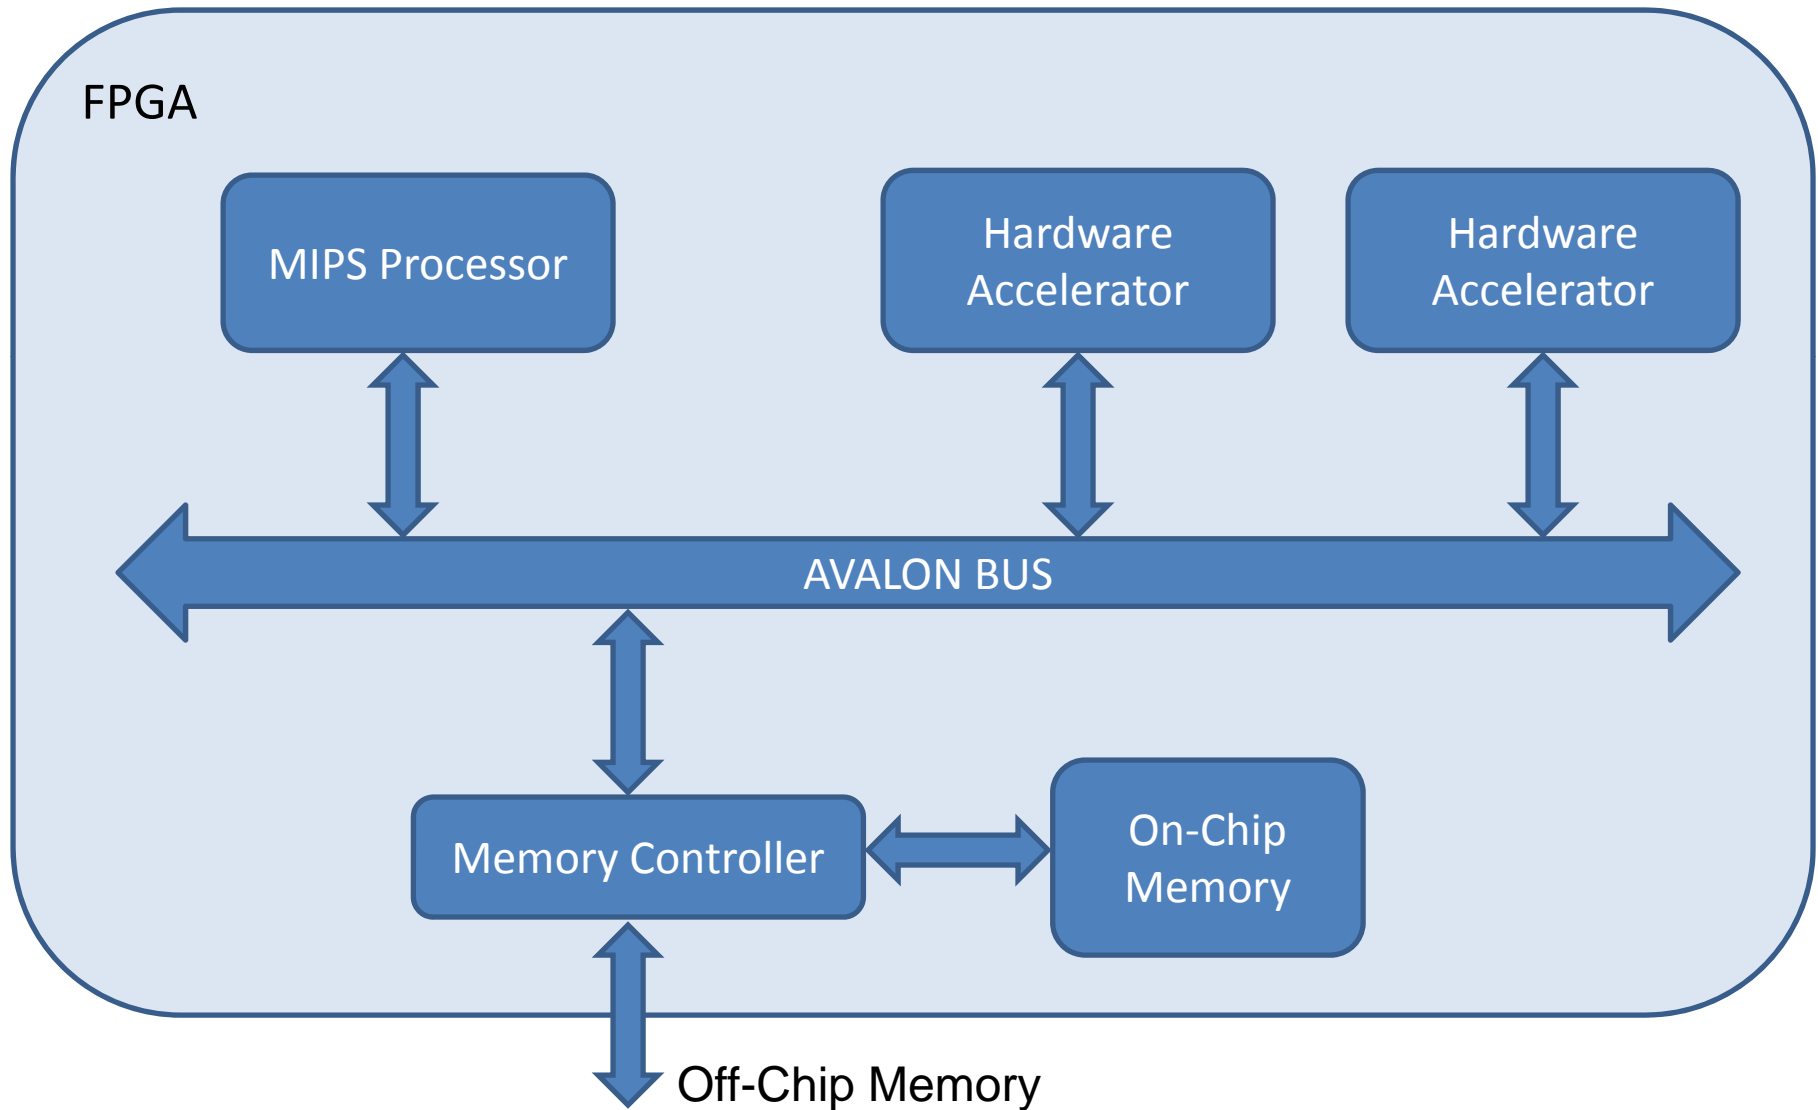 FPGA
MIPS Processor
Hardware
Accelerator
Hardware
Accelerator
AVALON BUS
Memory Controller
On-Chip
Memory
Off-Chip Memory